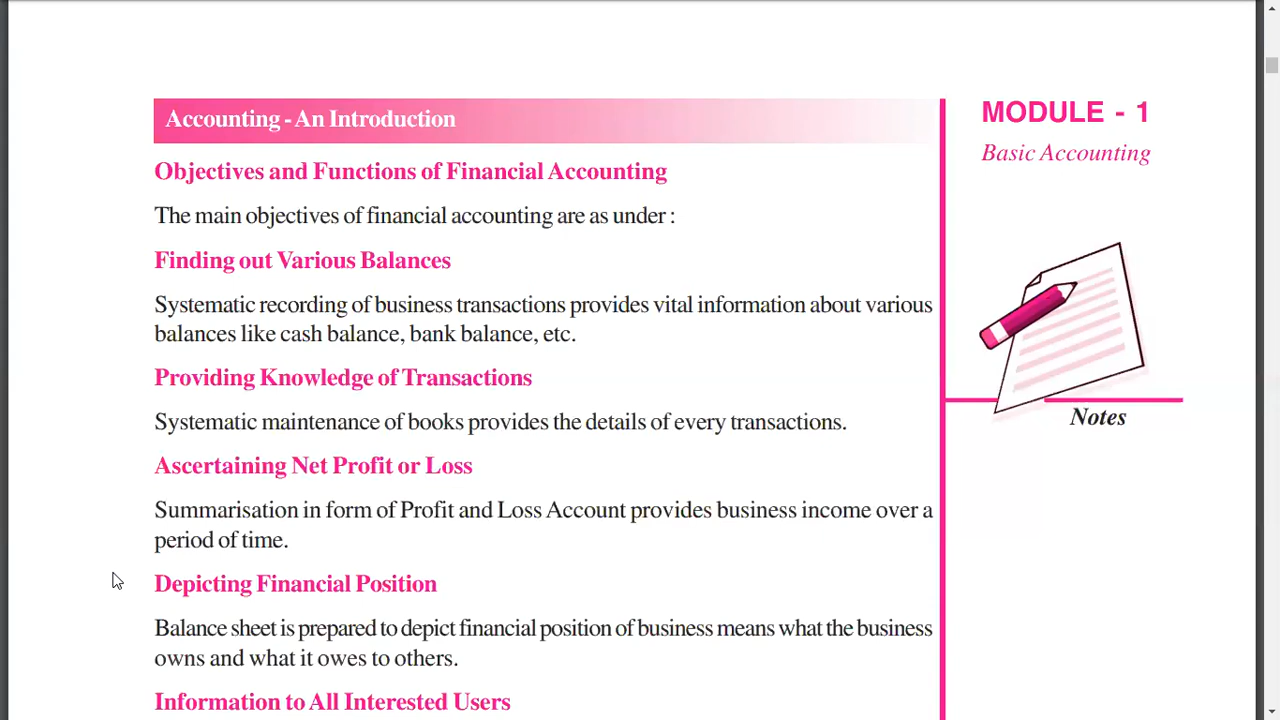 Accounting - An Introduction
MODULE - 1
Basic Accounting
Objectives and Functions of Financial Accounting
The main objectives of financial accounting are as under :
Finding out Various Balances
Systematic recording of business transactions provides vital information about various
balances like cash balance, bank balance, etc.
Providing Knowledge of Transactions
Systematic maintenance of books provides the details of every transactions.
Notes
Ascertaining Net Profit or Loss
Summarisation in form of Profit and Loss Account provides business income over a
period of time.
Depicting Financial Position
Balance sheet is prepared to depict financial position of business means what the business
owns and what it owes to others.
Information to All Interested Users